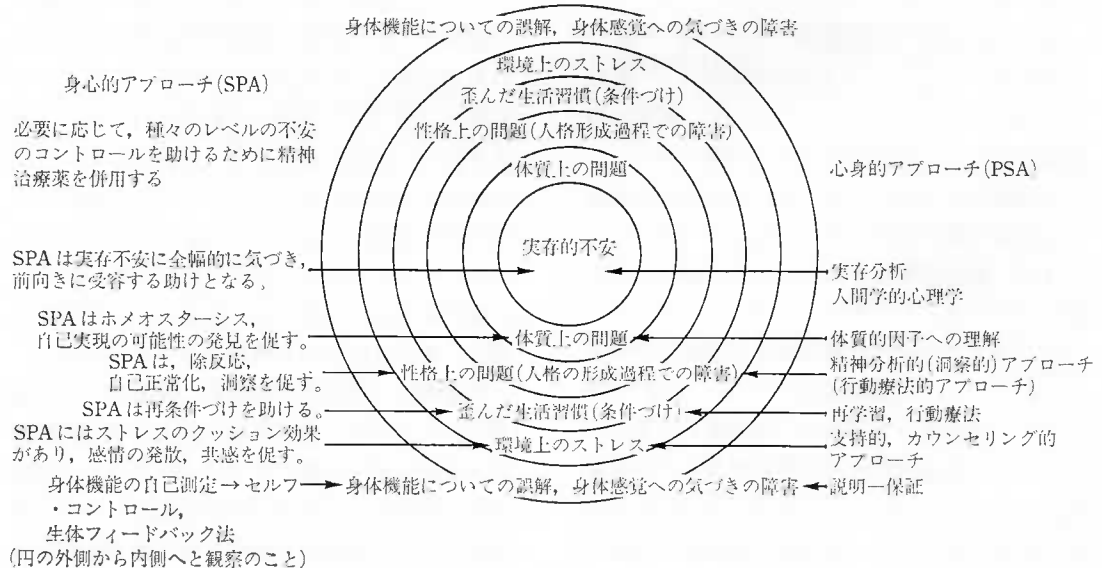 身体機能についての誤解，身体感覚への気づきの障害
環境上のストレス
歪んだ生活習慣(条件づけ)
性格上の問題(人格形成過程での障害)
体質上の問題
実存的不安
身心的アプローチ(SPA)
必要に応じて，種々のレベルの不安
のコントロールを助けるために精神
治療薬を併用する
心身的アプローチ(PSA)
SPAは実存不安に全幅的に気づき，
前向きに受容する助けとなる。
実存分析
人間学的心理学
SPAはホメオスターシス，
自己実現の可能性の発見を促す。
体質上の問題
体質的因子への理解
SPAは，除反応，
自己正常化，洞察を促す。
性格上の問題(人格の形成過程での障害)
精神分析的(洞察的)アプローチ
(行動療法的アプローチ)
SPAは再条件づけを助ける。
歪んだ生活習慣(条件づけ)
再学習，行動療法
SPAにはストレスのクッション効果
があり，感情の発散，共感を促す。
環境上のストレス
支持的，カウンセリング的
アプローチ
身体機能の自己測定→セルフ
・コントロール，
生体フィードバック法
身体機能についての誤解，身体感覚への気づきの障害
説明―保証
(円の外側から内側へと観察のこと)